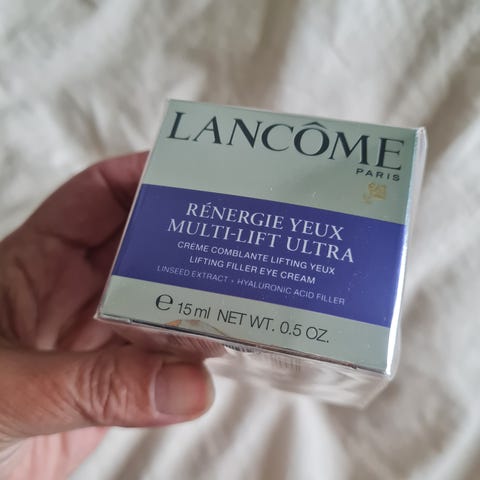 LANCÔME
PARIS
RÉNERGIE YEUX
MULTI-LIFT ULTRA
CRÈME COMBLANTE LIFTING YEUX
LIFTING FILLER EYE CREAM
LINSEED EXTRACT • HYALURONIC ACID FILLER
e 15 ml NET WT. 0.5 OZ.